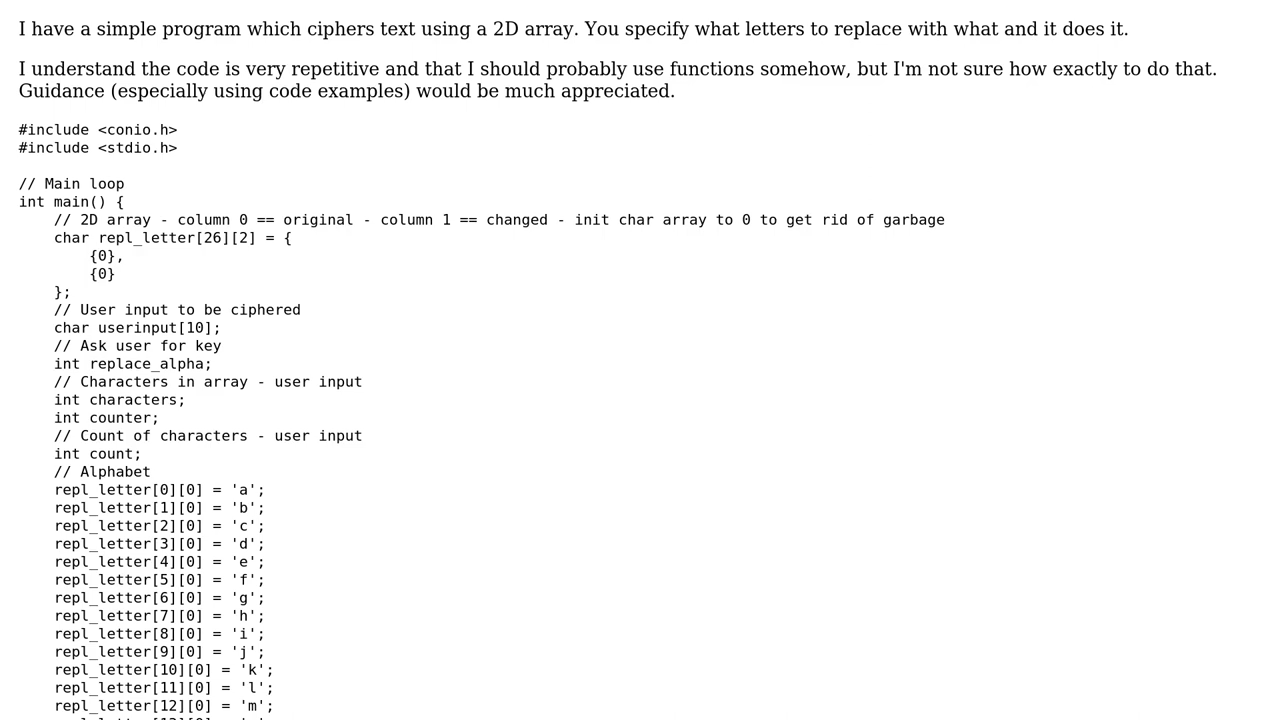 I have a simple program which ciphers text using a 2D array. You specify what letters to replace with what and it does it.
I understand the code is very repetitive and that I should probably use functions somehow, but I'm not sure how exactly to do that.
Guidance (especially using code examples) would be much appreciated.
#include <conio.h>
#include <stdio.h>
// Main loop
int main() {
    // 2D array - column 0 == original - column 1 == changed - init char array to 0 to get rid of garbage
    char repl_letter[26][2] = {
        {0},
        {0}
    };
    // User input to be ciphered
    char userinput[10];
    // Ask user for key
    int replace_alpha;
    // Characters in array - user input
    int characters;
    int counter;
    // Count of characters - user input
    int count;
    // Alphabet
    repl_letter[0][0] = 'a';
    repl_letter[1][0] = 'b';
    repl_letter[2][0] = 'c';
    repl_letter[3][0] = 'd';
    repl_letter[4][0] = 'e';
    repl_letter[5][0] = 'f';
    repl_letter[6][0] = 'g';
    repl_letter[7][0] = 'h';
    repl_letter[8][0] = 'i';
    repl_letter[9][0] = 'j';
    repl_letter[10][0] = 'k';
    repl_letter[11][0] = 'l';
    repl_letter[12][0] = 'm';